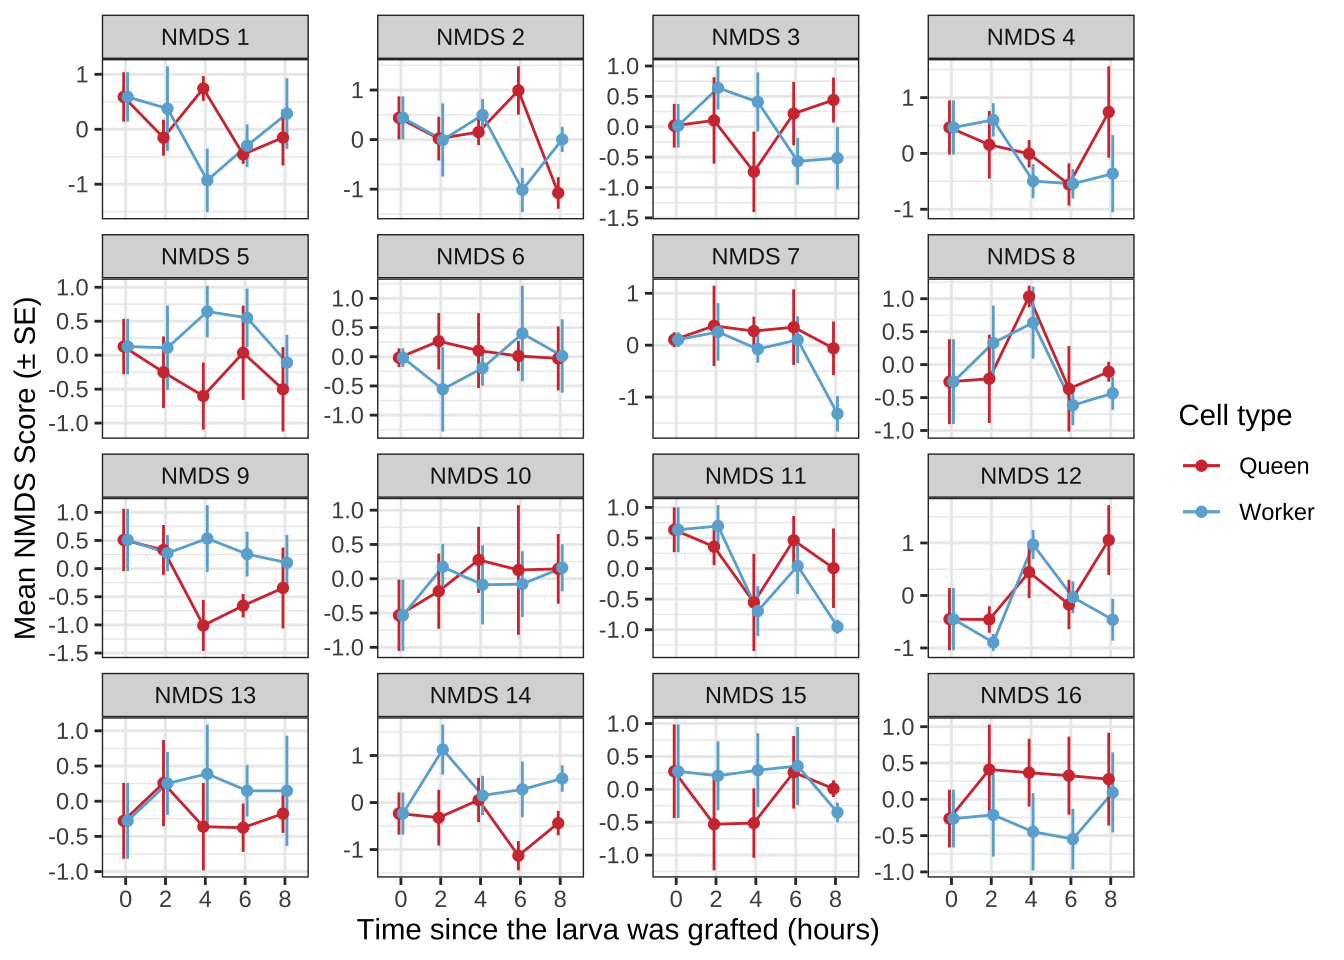 NMDS 1 NMDS 2 NMDS 3 NMDS 4
1 0 -1
1 0 -1
1.0 0.5 0.0 -0.5 -1.0 -1.5
1 0 -1
NMDS 5 NMDS 6 NMDS 7 NMDS 8
1.0 0.5 0.0 -0.5 -1.0
1.0 0.5 0.0 -0.5 -1.0
1 0 -1
1.0 0.5 0.0 -0.5 -1.0
NMDS 9 NMDS 10 NMDS 11 NMDS 12
1.0 0.5 0.0 -0.5 -1.0 -1.5
1.0 0.5 0.0 -0.5 -1.0
1.0 0.5 0.0 -0.5 -1.0
1 0 -1
NMDS 13 NMDS 14 NMDS 15 NMDS 16
1.0 0.5 0.0 -0.5 -1.0
1 0 -1
1.0 0.5 0.0 -0.5 -1.0
1.0 0.5 0.0 -0.5 -1.0
0 2 4 6 8 0 2 4 6 8 0 2 4 6 8 0 2 4 6 8
Time since the larva was grafted (hours)
Mean NMDS Score (± SE)
Cell type
Queen
Worker